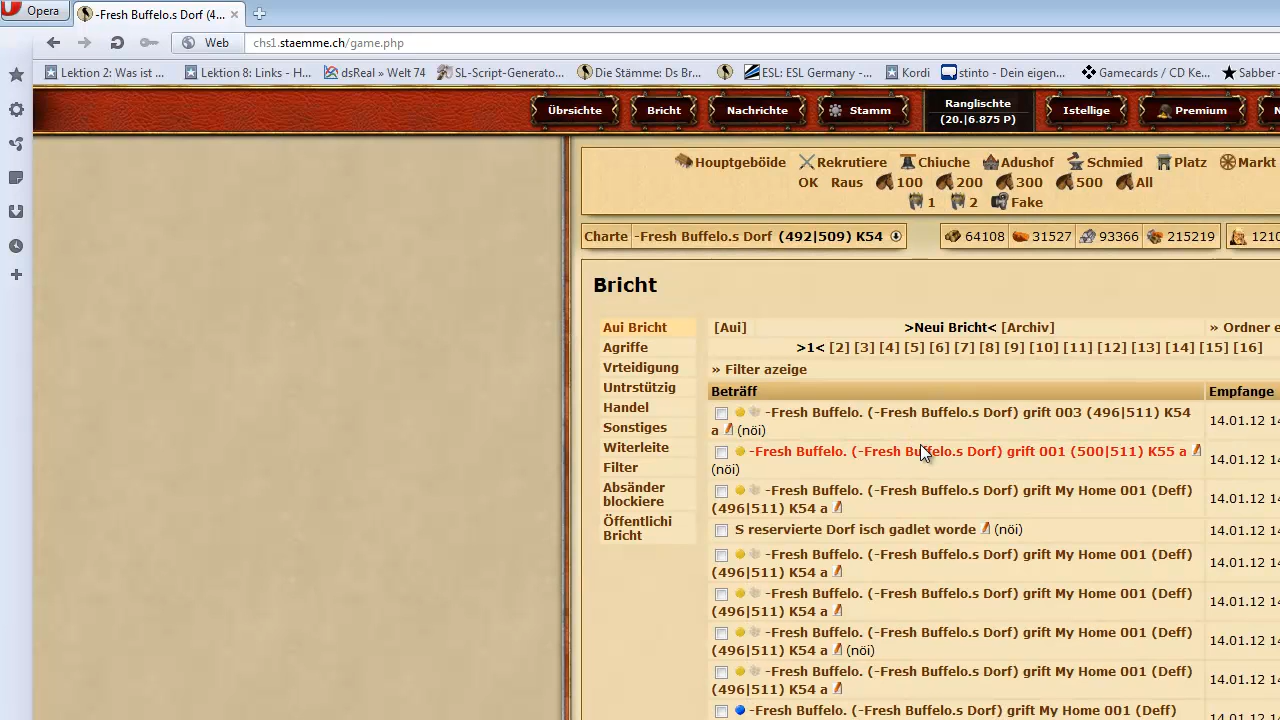 Opera
-Fresh Buffelo.s Dorf (4...
Web
chs1.staemme.ch/game.php
Lektion 2: Was ist ...
Lektion 8: Links - H...
dsReal » Welt 74
SL-Script-Generato...
Die Stämme: Ds Br...
ESL: ESL Germany -...
Kordi
stinto - Dein eigen...
Gamecards / CD Ke...
Sabber -
Übrsichte
Bricht
Nachrichte
Stamm
Ranglischte
(20.|6.875 P)
Istellige
Premium
Hauptgeböide
Rekrutiere
Chiuche
Adushof
Schmied
Platz
Markt
OK Raus 100 200 300 500 All
1 2 Fake
Charte -Fresh Buffelo.s Dorf (492|509) K54
64108 31527 93366 215219 1210
Bricht
Aui Bricht
Agriffe
Vrteidigung
Untrstützig
Handel
Sonstiges
Witerleite
Filter
Absänder
blockiere
Öffentlichi
Bricht
[Aui] >Neui Bricht< [Archiv] » Ordner e
>1< [2] [3] [4] [5] [6] [7] [8] [9] [10] [11] [12] [13] [14] [15] [16]
» Filter azeige
Beträff Empfange
-Fresh Buffelo. (-Fresh Buffelo.s Dorf) grift 003 (496|511) K54
a (nöi) 14.01.12 14
-Fresh Buffelo. (-Fresh Buffelo.s Dorf) grift 001 (500|511) K55 a
(nöi) 14.01.12 14
-Fresh Buffelo. (-Fresh Buffelo.s Dorf) grift My Home 001 (Deff)
(496|511) K54 a 14.01.12 14
S reservierte Dorf isch gadlet worde (nöi) 14.01.12 14
-Fresh Buffelo. (-Fresh Buffelo.s Dorf) grift My Home 001 (Deff)
(496|511) K54 a 14.01.12 14
-Fresh Buffelo. (-Fresh Buffelo.s Dorf) grift My Home 001 (Deff)
(496|511) K54 a 14.01.12 14
-Fresh Buffelo. (-Fresh Buffelo.s Dorf) grift My Home 001 (Deff)
(496|511) K54 a (nöi) 14.01.12 14
-Fresh Buffelo. (-Fresh Buffelo.s Dorf) grift My Home 001 (Deff)
(496|511) K54 a 14.01.12 14
-Fresh Buffelo. (-Fresh Buffelo.s Dorf) grift My Home 001 (Deff)